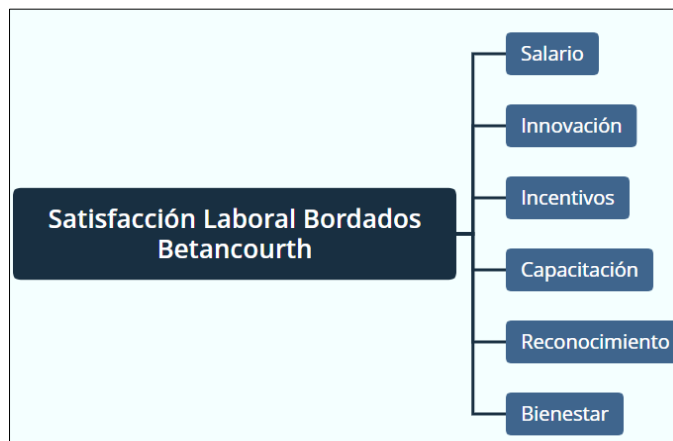 Satisfacción Laboral Bordados
Betancourth
Salario
Innovación
Incentivos
Capacitación
Reconocimiento
Bienestar